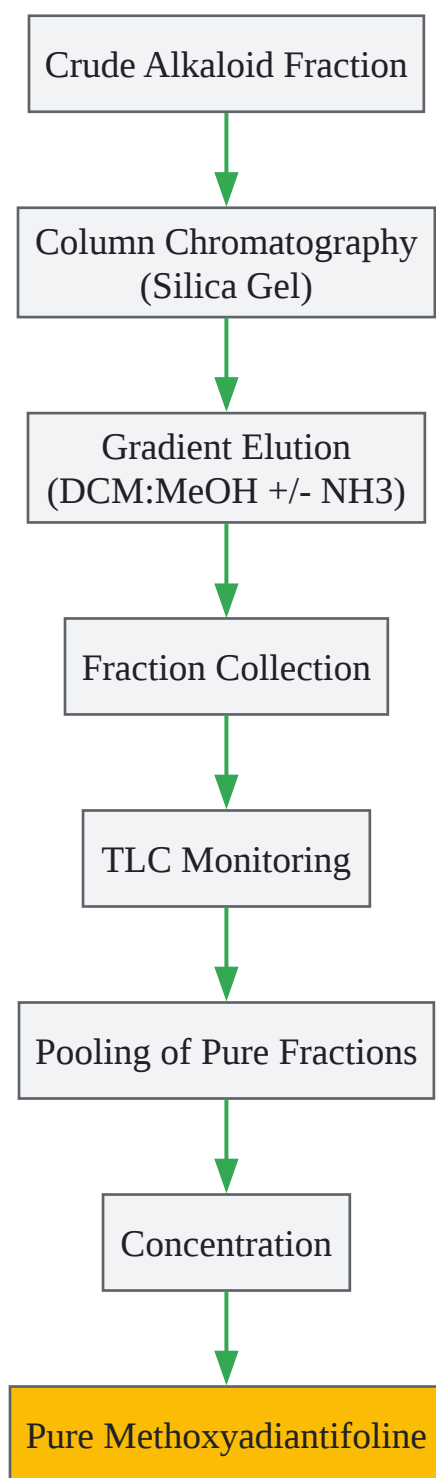 Crude Alkaloid Fraction
Column Chromatography
(Silica Gel)
Gradient Elution
(DCM:MeOH +/- NH3)
Fraction Collection
TLC Monitoring
Pooling of Pure Fractions
Concentration
Pure Methoxyadiantifoline